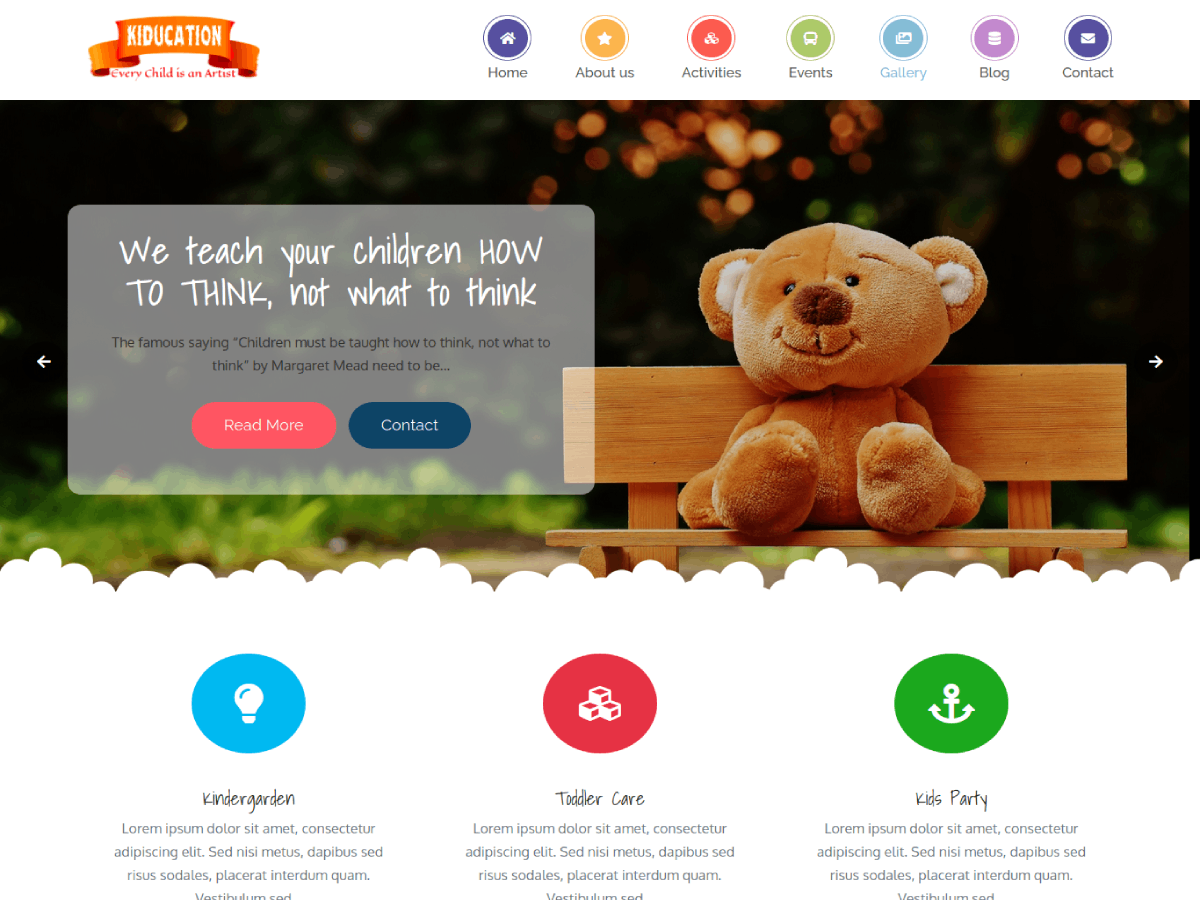 KIDUCATION
Every Child is an Artist
Home
About us
Activities
Events
Gallery
Blog
Contact
We teach your children HOW
TO THINK, not what to think
The famous saying “Children must be taught how to think, not what to
think” by Margaret Mead need to be...
Read More
Contact
Kindergarden
Lorem ipsum dolor sit amet, consectetur
adipiscing elit. Sed nisi metus, dapibus sed
risus sodales, placerat interdum quam.
Vestibulum sed
Toddler Care
Lorem ipsum dolor sit amet, consectetur
adipiscing elit. Sed nisi metus, dapibus sed
risus sodales, placerat interdum quam.
Vestibulum sed
Kids Party
Lorem ipsum dolor sit amet, consectetur
adipiscing elit. Sed nisi metus, dapibus sed
risus sodales, placerat interdum quam.
Vestibulum sed